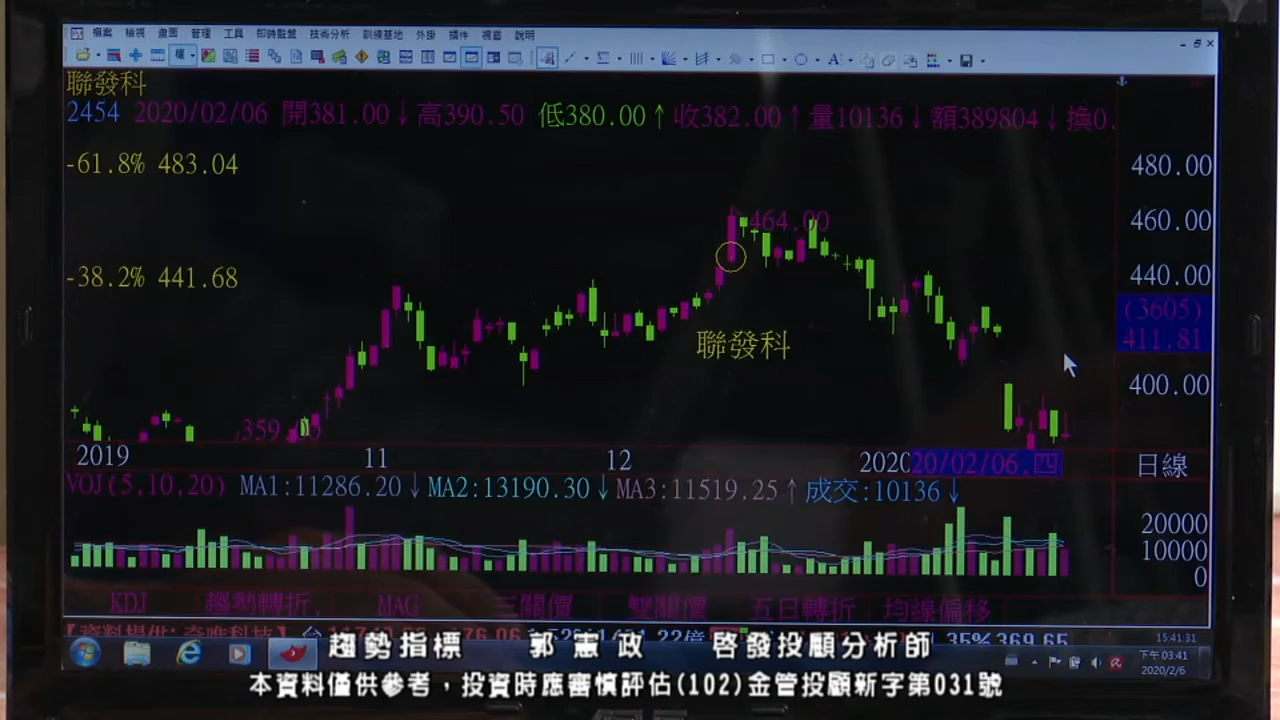 檔案 檢視 畫面 管理 工具 即時監盤 技術分析 訓練基地 外掛 插件 視窗 說明
聯發科
2454 2020/02/06 開381.00↓高390.50 低380.00↑收382.00↑量10136↓額389804↓換0.
-61.8% 483.04
480.00
464.00
460.00
-38.2% 441.68
440.00
(3605)
411.81
聯發科
400.00
359.00
2019 11 12 2020 20/02/06.四 日線
VOJ(5,10,20) MA1:11286.20↓MA2:13190.30↓MA3:11519.25↑成交:10136↓
20000
10000
0
KDJ 趨勢轉折. MAC 三關價 雙關價 五日轉折 均線偏移
35%369.65
15:41:31
趨勢指標 郭憲政 啓發投顧分析師
下午 03:41
2020/2/6
本資料僅供參考，投資時應審慎評估(102)金管投顧新字第031號